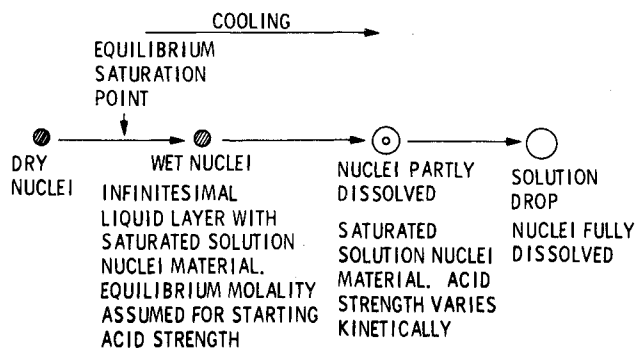 COOLING
EQUILIBRIUM
SATURATION
POINT
DRY
NUCLEI
WET NUCLEI
INFINITESIMAL
LIQUID LAYER WITH
SATURATED SOLUTION
NUCLEI MATERIAL.
EQUILIBRIUM MOLALITY
ASSUMED FOR STARTING
ACID STRENGTH
NUCLEI PARTLY
DISSOLVED
SATURATED
SOLUTION NUCLEI
MATERIAL. ACID
STRENGTH VARIES
KINETICALLY
SOLUTION
DROP
NUCLEI FULLY
DISSOLVED